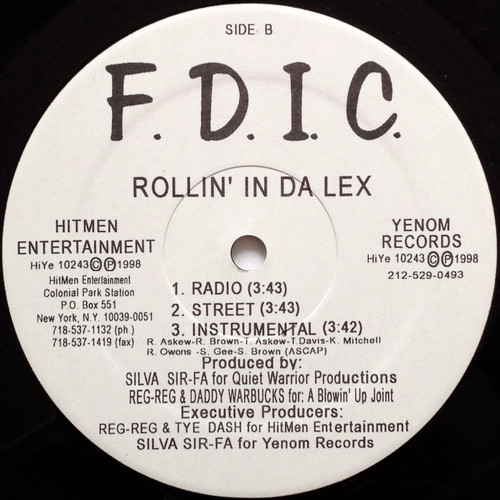 SIDE B
F. D. I. C.
ROLLIN' IN DA LEX
HITMEN
ENTERTAINMENT
HiYe 10243 © ℗ 1998
HitMen Entertainment
Colonial Park Station
P.O. Box 551
New York, N.Y. 10039-0051
718-537-1132 (ph )
718-537-1419 (fax)
YENOM
RECORDS
HiYe 10243 © ℗ 1998
212-529-0493
1. RADIO (3:43)
2. STREET (3:43)
3. INSTRUMENTAL (3:42)
R. Askew-R. Brown-T. Askew-T.Davis-K. Mitchell
R. Owons -S. Gee-S. Brown (ASCAP)
Produced by:
SILVA SIR-FA for Quiet Warrior Productions
REG-REG & DADDY WARBUCKS for: A Blowin' Up Joint
Executive Producers:
REG-REG & TYE DASH for HitMen Entertainment
SILVA SIR-FA for Yenom Records